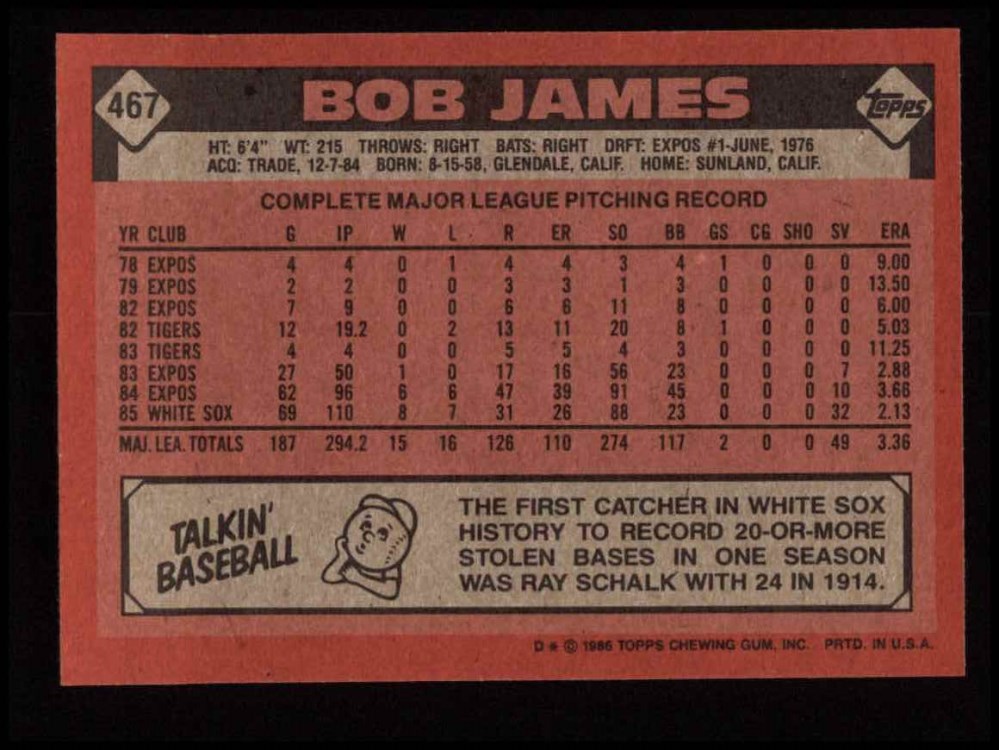 467
BOB JAMES
TOPPS
HT: 6'4" WT: 215 THROWS: RIGHT BATS: RIGHT DRFT: EXPOS #1-JUNE, 1976
ACQ: TRADE, 12-7-84 BORN: 8-15-58, GLENDALE, CALIF. HOME: SUNLAND, CALIF.
COMPLETE MAJOR LEAGUE PITCHING RECORD
YR CLUB G IP W L R ER SO BB GS CG SHO SV ERA
78 EXPOS 4 4 0 1 4 4 3 4 1 0 0 0 9.00
79 EXPOS 2 2 0 0 3 3 1 3 0 0 0 0 13.50
82 EXPOS 7 9 0 0 6 6 11 8 0 0 0 0 6.00
82 TIGERS 12 19.2 0 2 13 11 20 8 1 0 0 0 5.03
83 TIGERS 4 4 0 0 5 5 4 3 0 0 0 0 11.25
83 EXPOS 27 50 1 0 17 16 56 23 0 0 0 7 2.88
84 EXPOS 62 96 6 6 47 39 91 45 0 0 0 10 3.66
85 WHITE SOX 69 110 8 7 31 26 88 23 0 0 0 32 2.13
MAJ. LEA. TOTALS 187 294.2 15 16 126 110 274 117 2 0 0 49 3.36
TALKIN'
BASEBALL
THE FIRST CATCHER IN WHITE SOX
HISTORY TO RECORD 20-OR-MORE
STOLEN BASES IN ONE SEASON
WAS RAY SCHALK WITH 24 IN 1914.
D * © 1986 TOPPS CHEWING GUM, INC. PRTD. IN U.S.A.